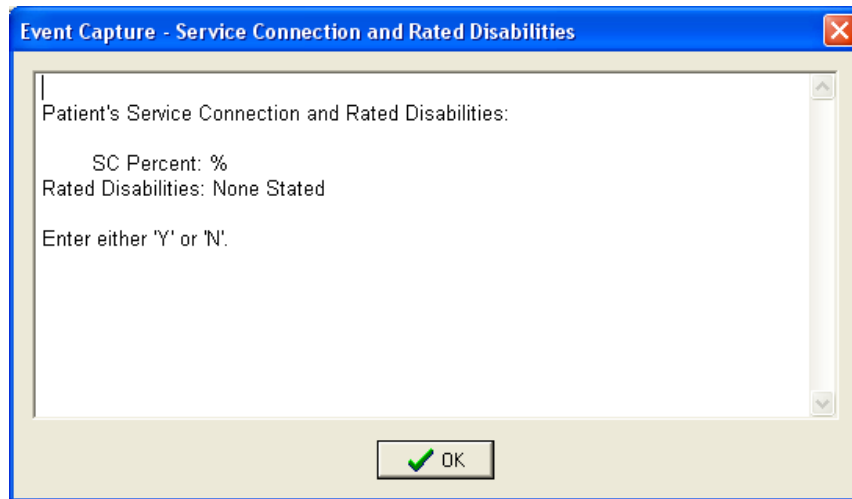 Event Capture - Service Connection and Rated Disabilities
Patient's Service Connection and Rated Disabilities:
SC Percent: %
Rated Disabilities: None Stated
Enter either 'Y' or 'N'.
OK